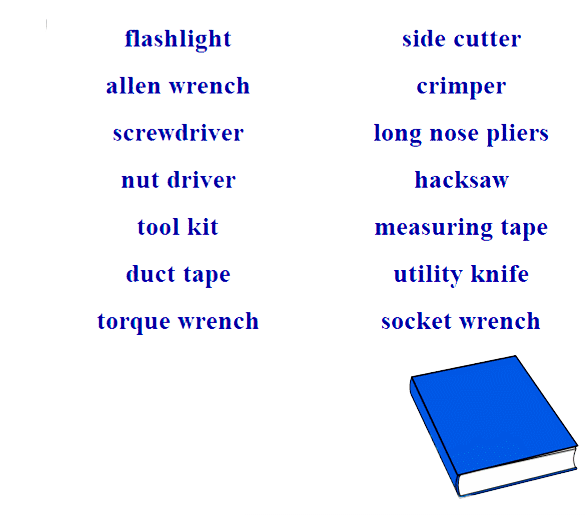 flashlight
allen wrench
screwdriver
nut driver
tool kit
duct tape
torque wrench
side cutter
crimper
long nose pliers
hacksaw
measuring tape
utility knife
socket wrench